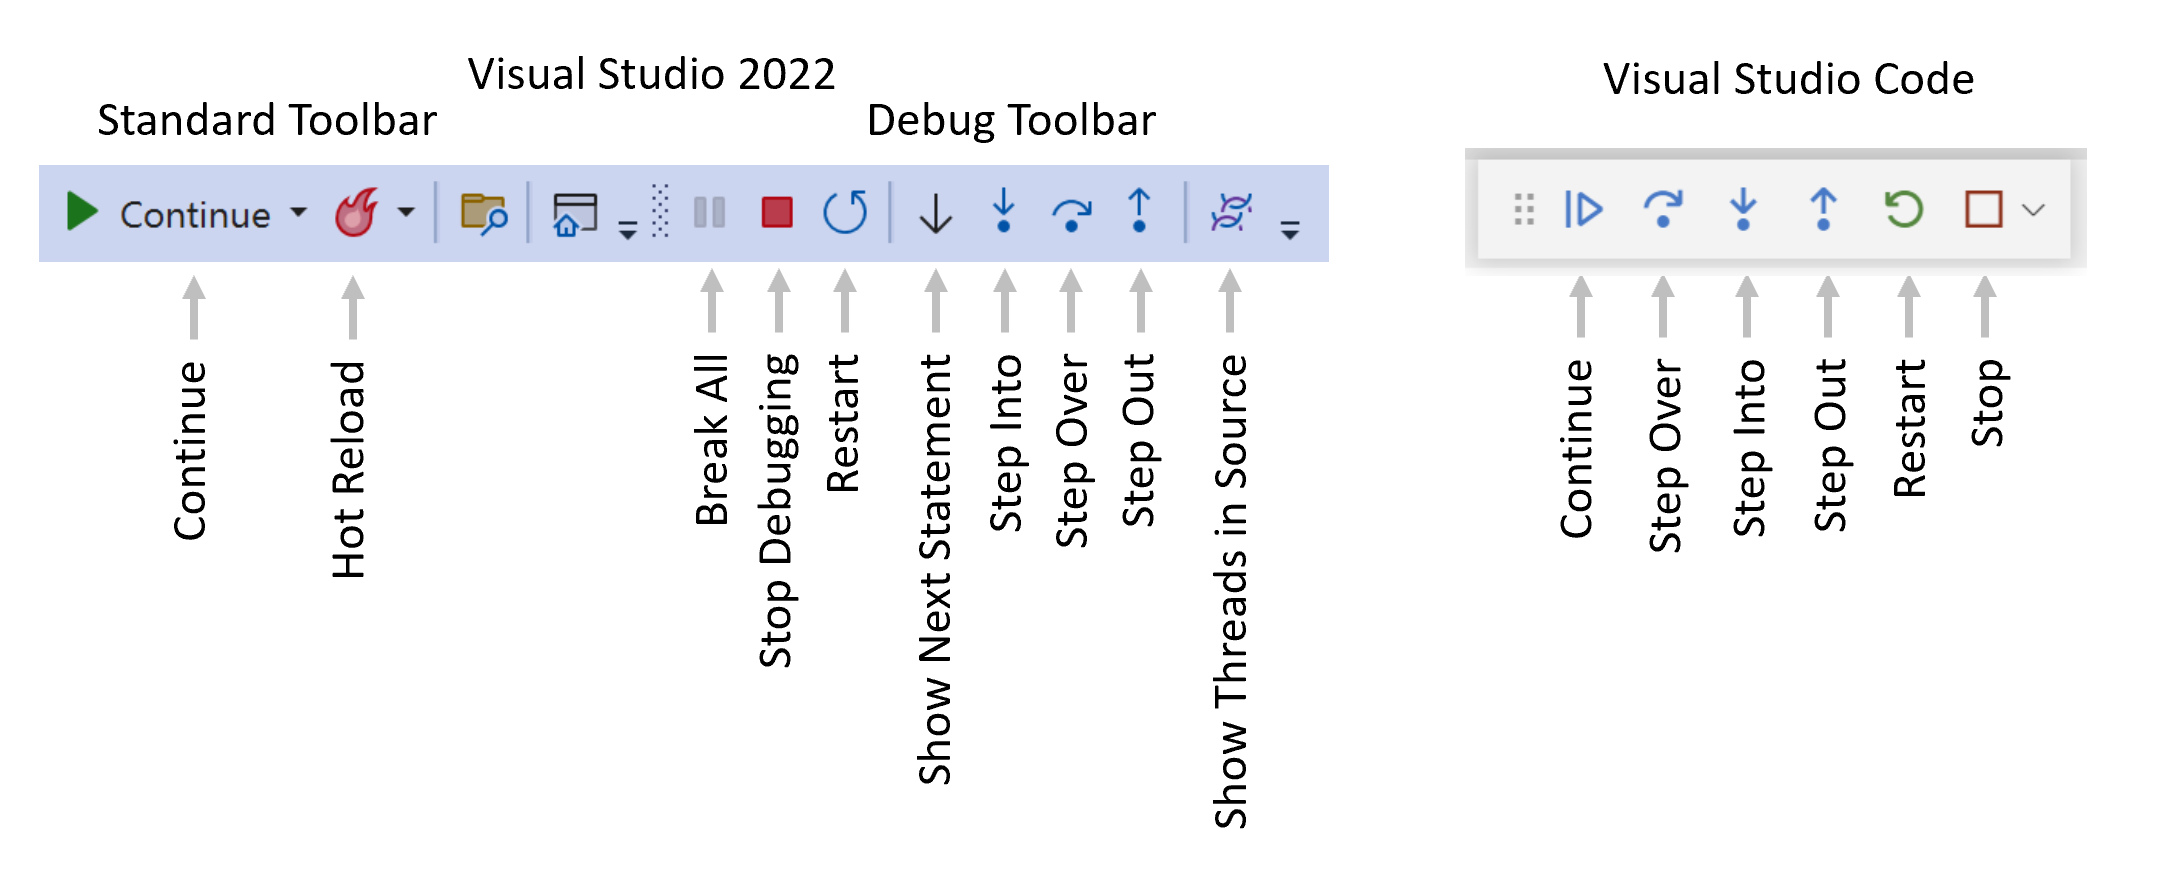 Visual Studio 2022
Standard Toolbar
Debug Toolbar
Continue
Continue
Hot Reload
Break All
Stop Debugging
Restart
Show Next Statement
Step Into
Step Over
Step Out
Show Threads in Source
Visual Studio Code
Continue
Step Over
Step Into
Step Out
Restart
Stop